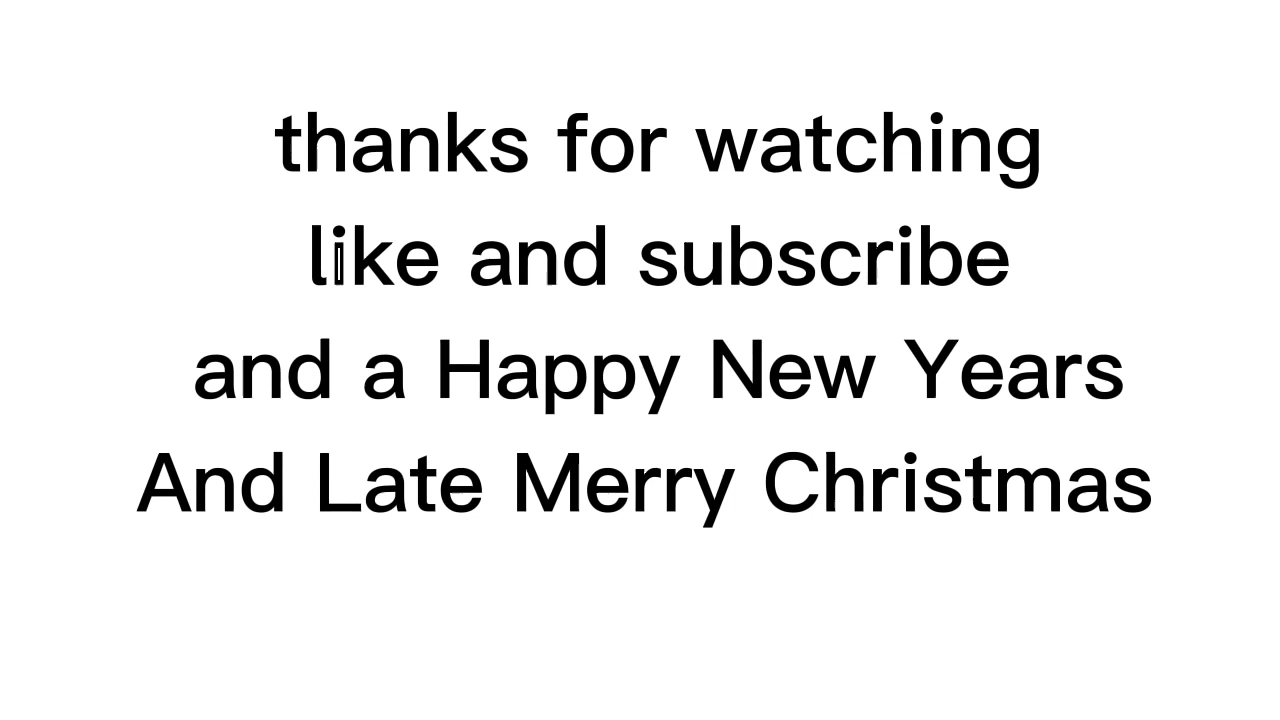 thanks for watching
like and subscribe
and a Happy New Years
And Late Merry Christmas